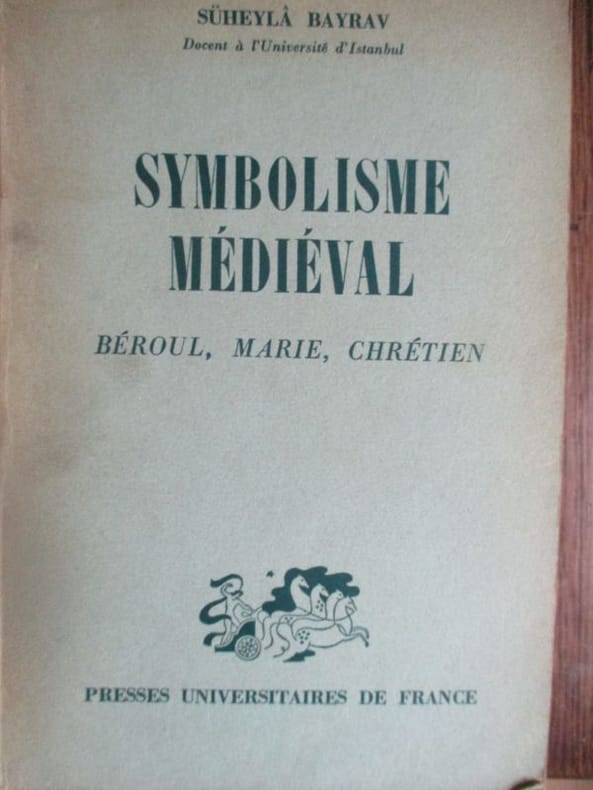 SÜHEYLÂ BAYRAV
Docent à l'Université d'Istanbul
SYMBOLISME
MÉDIÉVAL
BÉROUL, MARIE, CHRÉTIEN
PRESSES UNIVERSITAIRES DE FRANCE